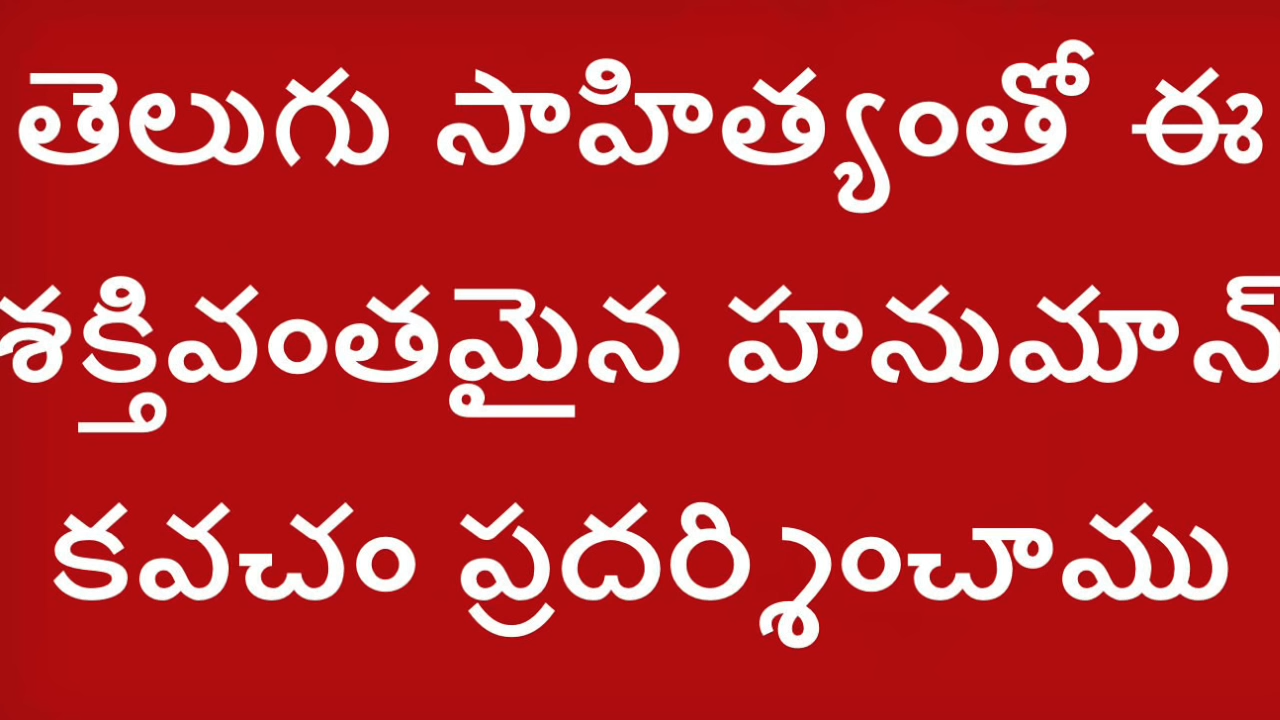 తెలుగు సాహిత్యంతో ఈ
శక్తివంతమైన హనుమాన్
కవచం ప్రదర్శించాము